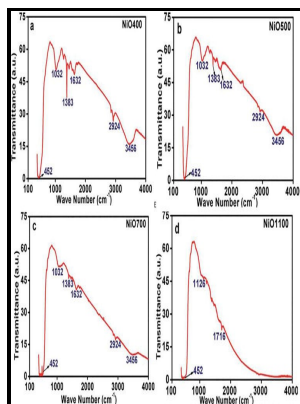 a NiO400
Transmittance (a.u.)
75
60
45
30
15
0
1032
1632
1383
2924
3456
452
100 1000 2000 3000 4000
Wave Number (cm-1)
b NiO500
Transmittance (a.u.)
75
60
45
30
15
0
1032
1383
1632
2924
3456
452
100 1000 2000 3000 4000
Wave Number (cm-1)
E
c NiO700
Transmittance (a.u.)
75
60
45
30
15
0
1032
1383
1632
2924
3456
452
100 1000 2000 3000 4000
Wave Number (cm-1)
d NiO1100
Transmittance (a.u.)
75
60
45
30
15
0
1126
1716
452
100 1000 2000 3000 4000
Wave Number (cm-1)